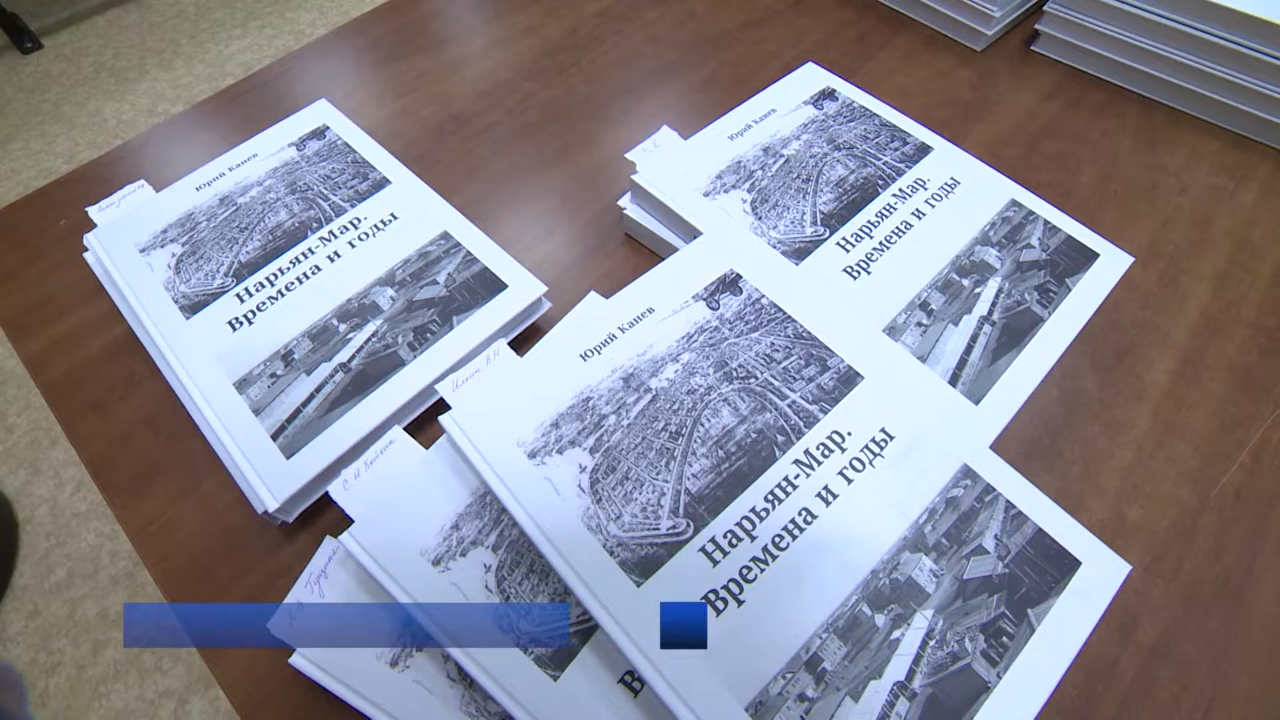 Юрий Канев
Нарьян-Мар.
Времена и годы
В.К
Юрий Канев
Нарьян-Мар.
Времена и годы
Юрий Канев
Нарьян-Мар.
Времена и годы
В